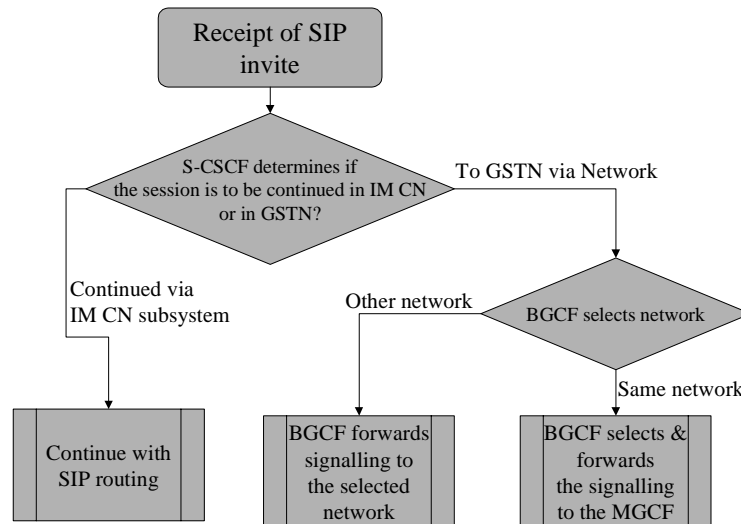 Receipt of SIP
invite
S-CSCF determines if
the session is to be continued in IM CN
or in GSTN?
To GSTN via Network
Continued via
IM CN subsystem
Other network
BGCF selects network
Same network
Continue with
SIP routing
BGCF forwards
signalling to
the selected
network
BGCF selects &
forwards
the signalling
to the MGCF